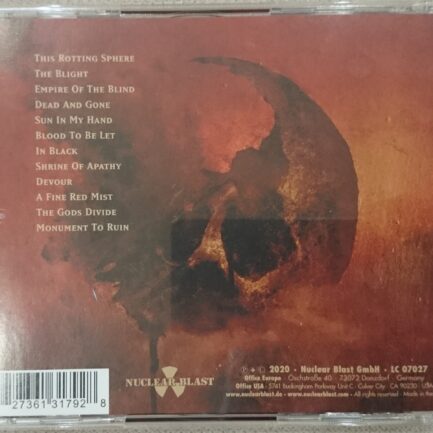 This Rotting Sphere
The Blight
Empire Of The Blind
Dead And Gone
Sun In My Hand
Blood To Be Let
In Black
Shrine Of Apathy
Devour
A Fine Red Mist
The Gods Divide
Monument To Ruin
NUCLEAR BLAST
27361 31792 8
℗ + © 2020 · Nuclear Blast GmbH · LC 07027
Office Europe Öschstraße 40 · 73072 Donzdorf Germany
Office USA · 5741 Buckingham Parkway Unit C · Culver City CA 90230 USA
www.nuclearblast.de · www.nuclearblast.com · All rights reserved · Made in the